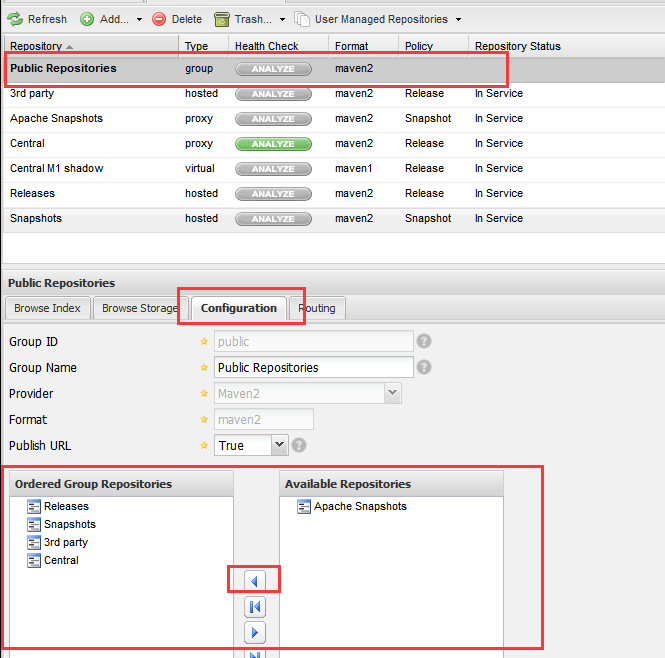 Refresh Add... Delete Trash... User Managed Repositories
Repository Type Health Check Format Policy Repository Status
Public Repositories group ANALYZE maven2
3rd party hosted ANALYZE maven2 Release In Service
Apache Snapshots proxy ANALYZE maven2 Snapshot In Service
Central proxy ANALYZE maven2 Release In Service
Central M1 shadow virtual ANALYZE maven1 Release In Service
Releases hosted ANALYZE maven2 Release In Service
Snapshots hosted ANALYZE maven2 Snapshot In Service
Public Repositories
Browse Index Browse Storage Configuration Routing
Group ID public ?
Group Name Public Repositories ?
Provider Maven2
Format maven2
Publish URL True ?
Ordered Group Repositories Available Repositories
Releases Apache Snapshots
Snapshots
3rd party
Central